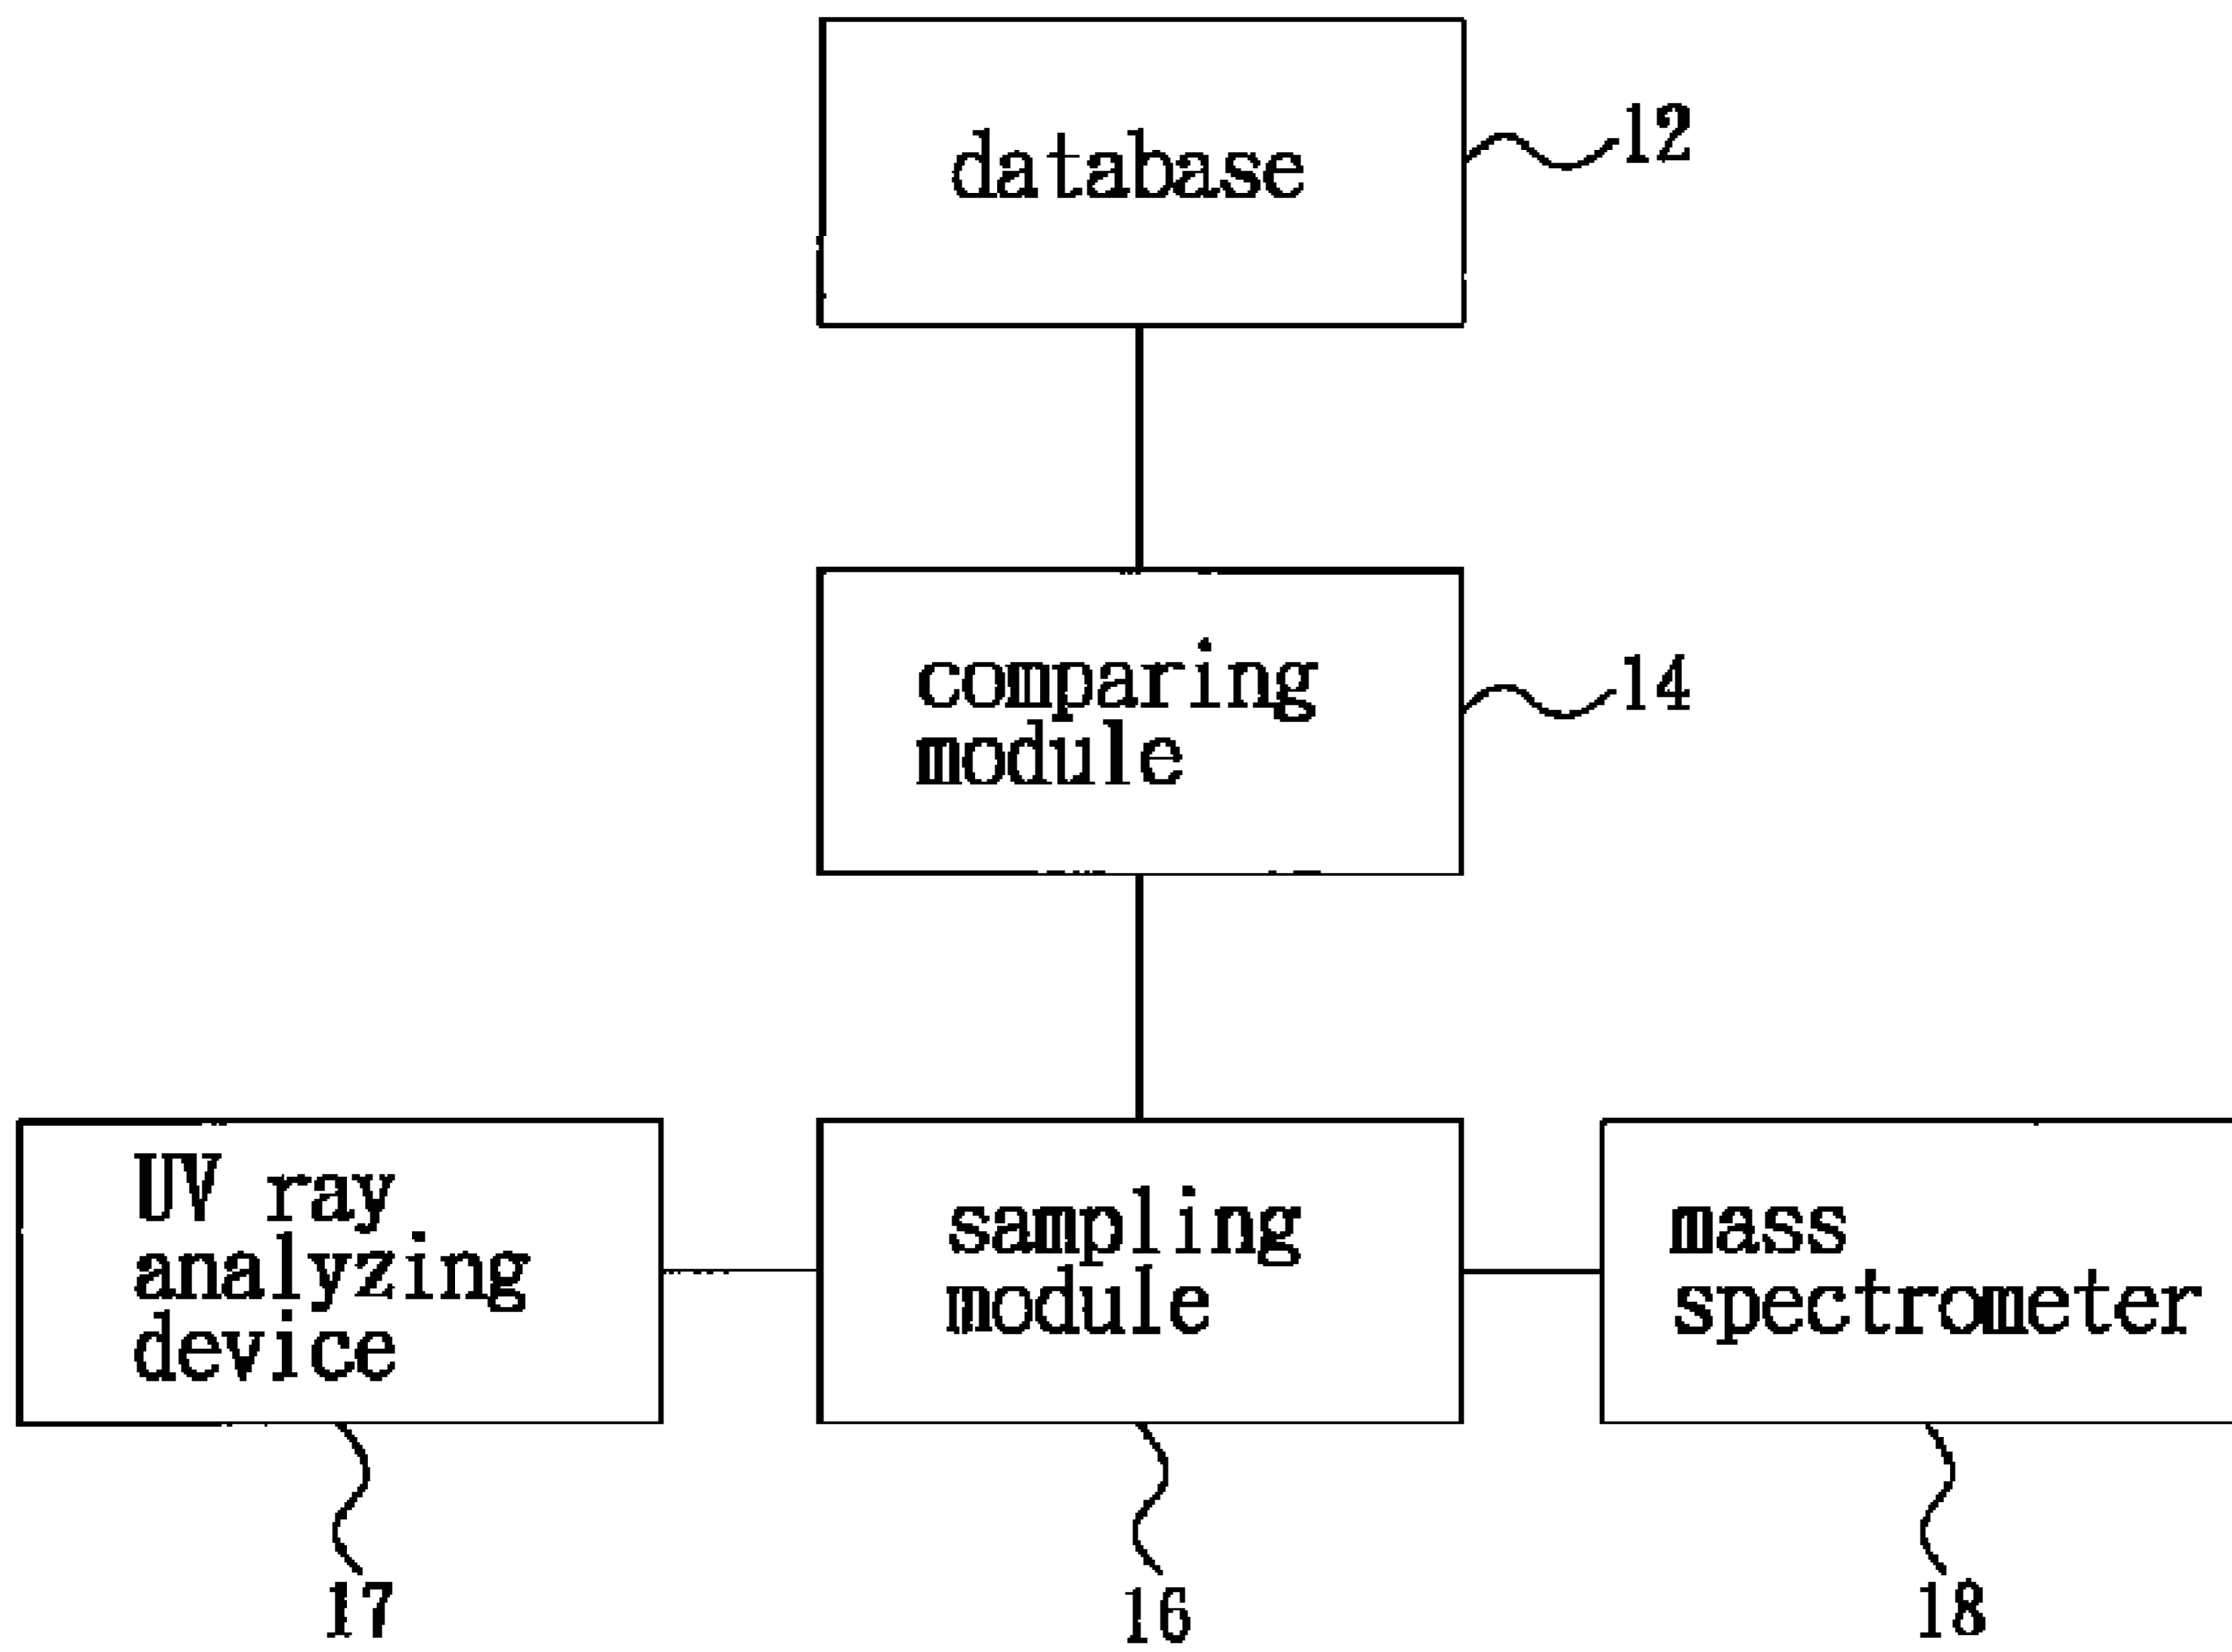 database
12
comparing
module
14
UV ray
analyzing
device
sampling
module
mass
spectrometer
17
16
18